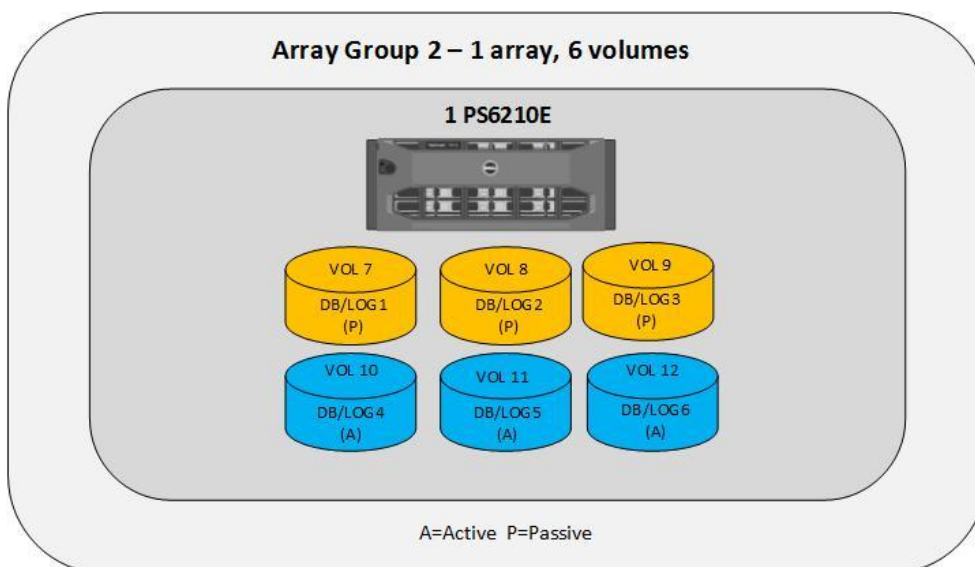 Array Group 2 – 1 array, 6 volumes
1 PS6210E
VOL 7
DB/LOG1
(P)
VOL 8
DB/LOG2
(P)
VOL 9
DB/LOG3
(P)
VOL 10
DB/LOG4
(A)
VOL 11
DB/LOG5
(A)
VOL 12
DB/LOG6
(A)
A=Active P=Passive